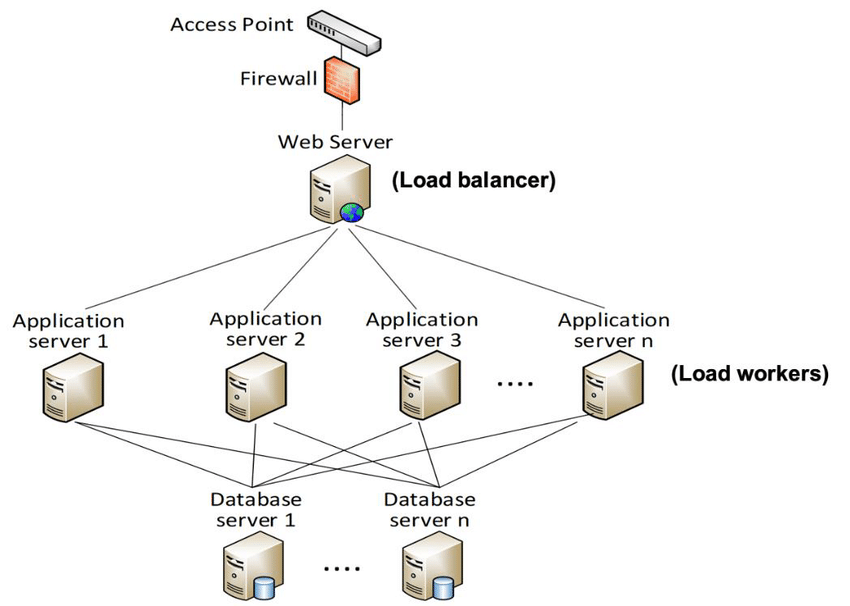 Access Point
Firewall
Web Server
(Load balancer)
Application
server 1
Application
server 2
Application
server 3
Application
server n
....
(Load workers)
Database
server 1
Database
server n
....